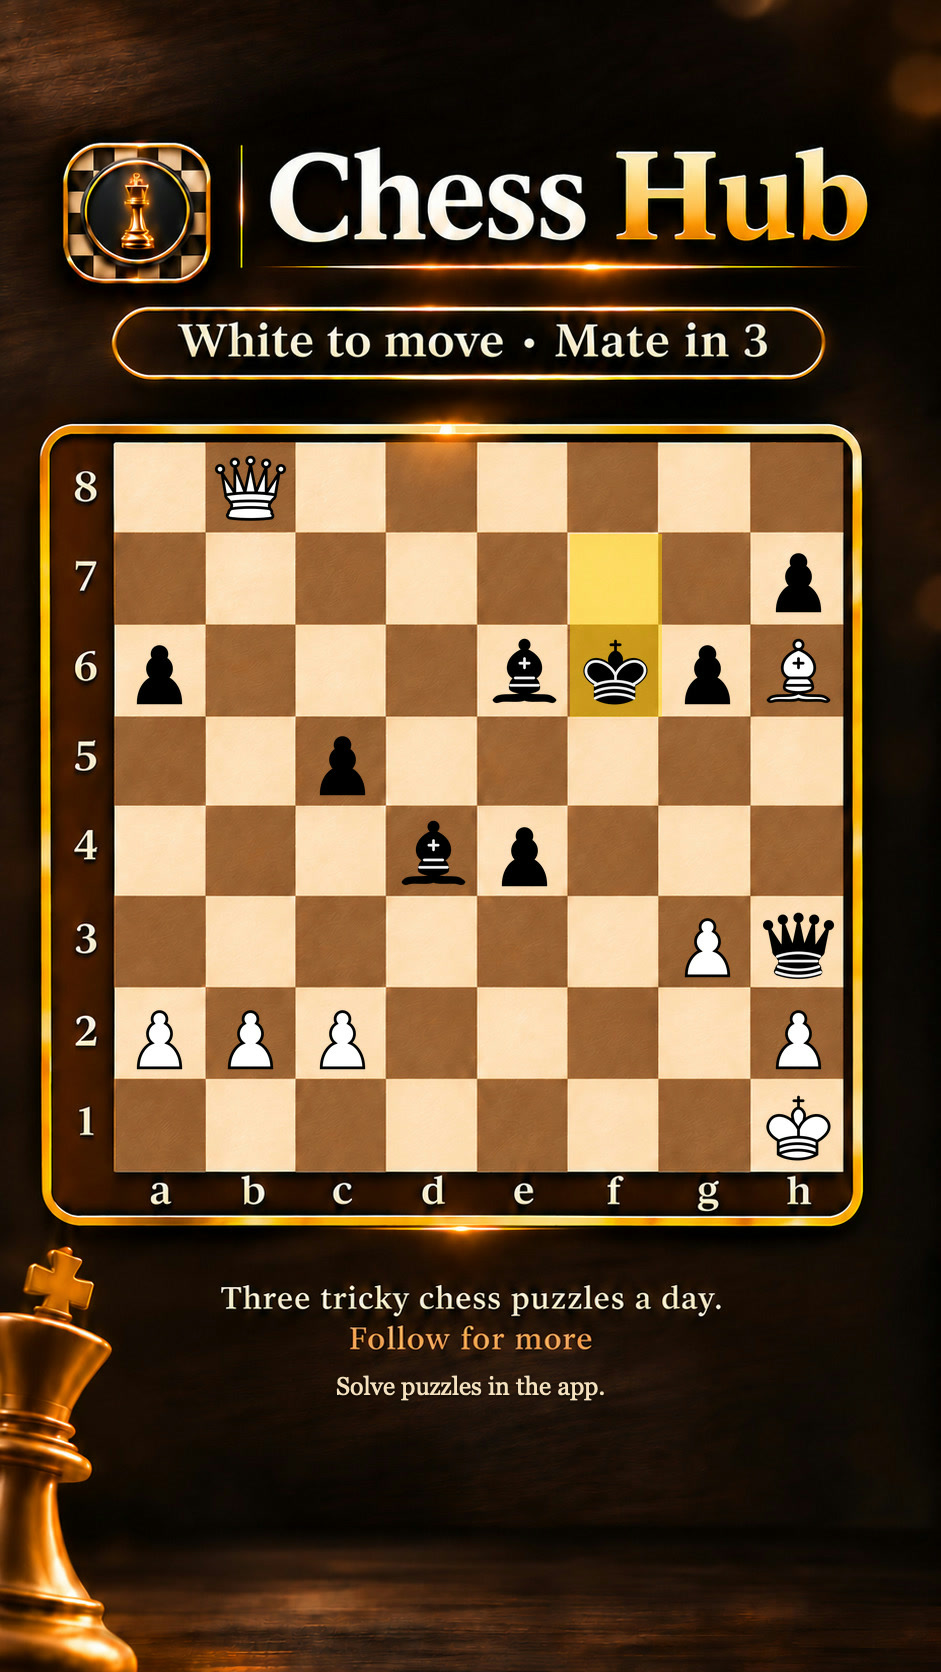 Chess Hub
White to move • Mate in 3
8
7
6
5
4
3
2
1
a b c d e f g h
Three tricky chess puzzles a day.
Follow for more
Solve puzzles in the app.